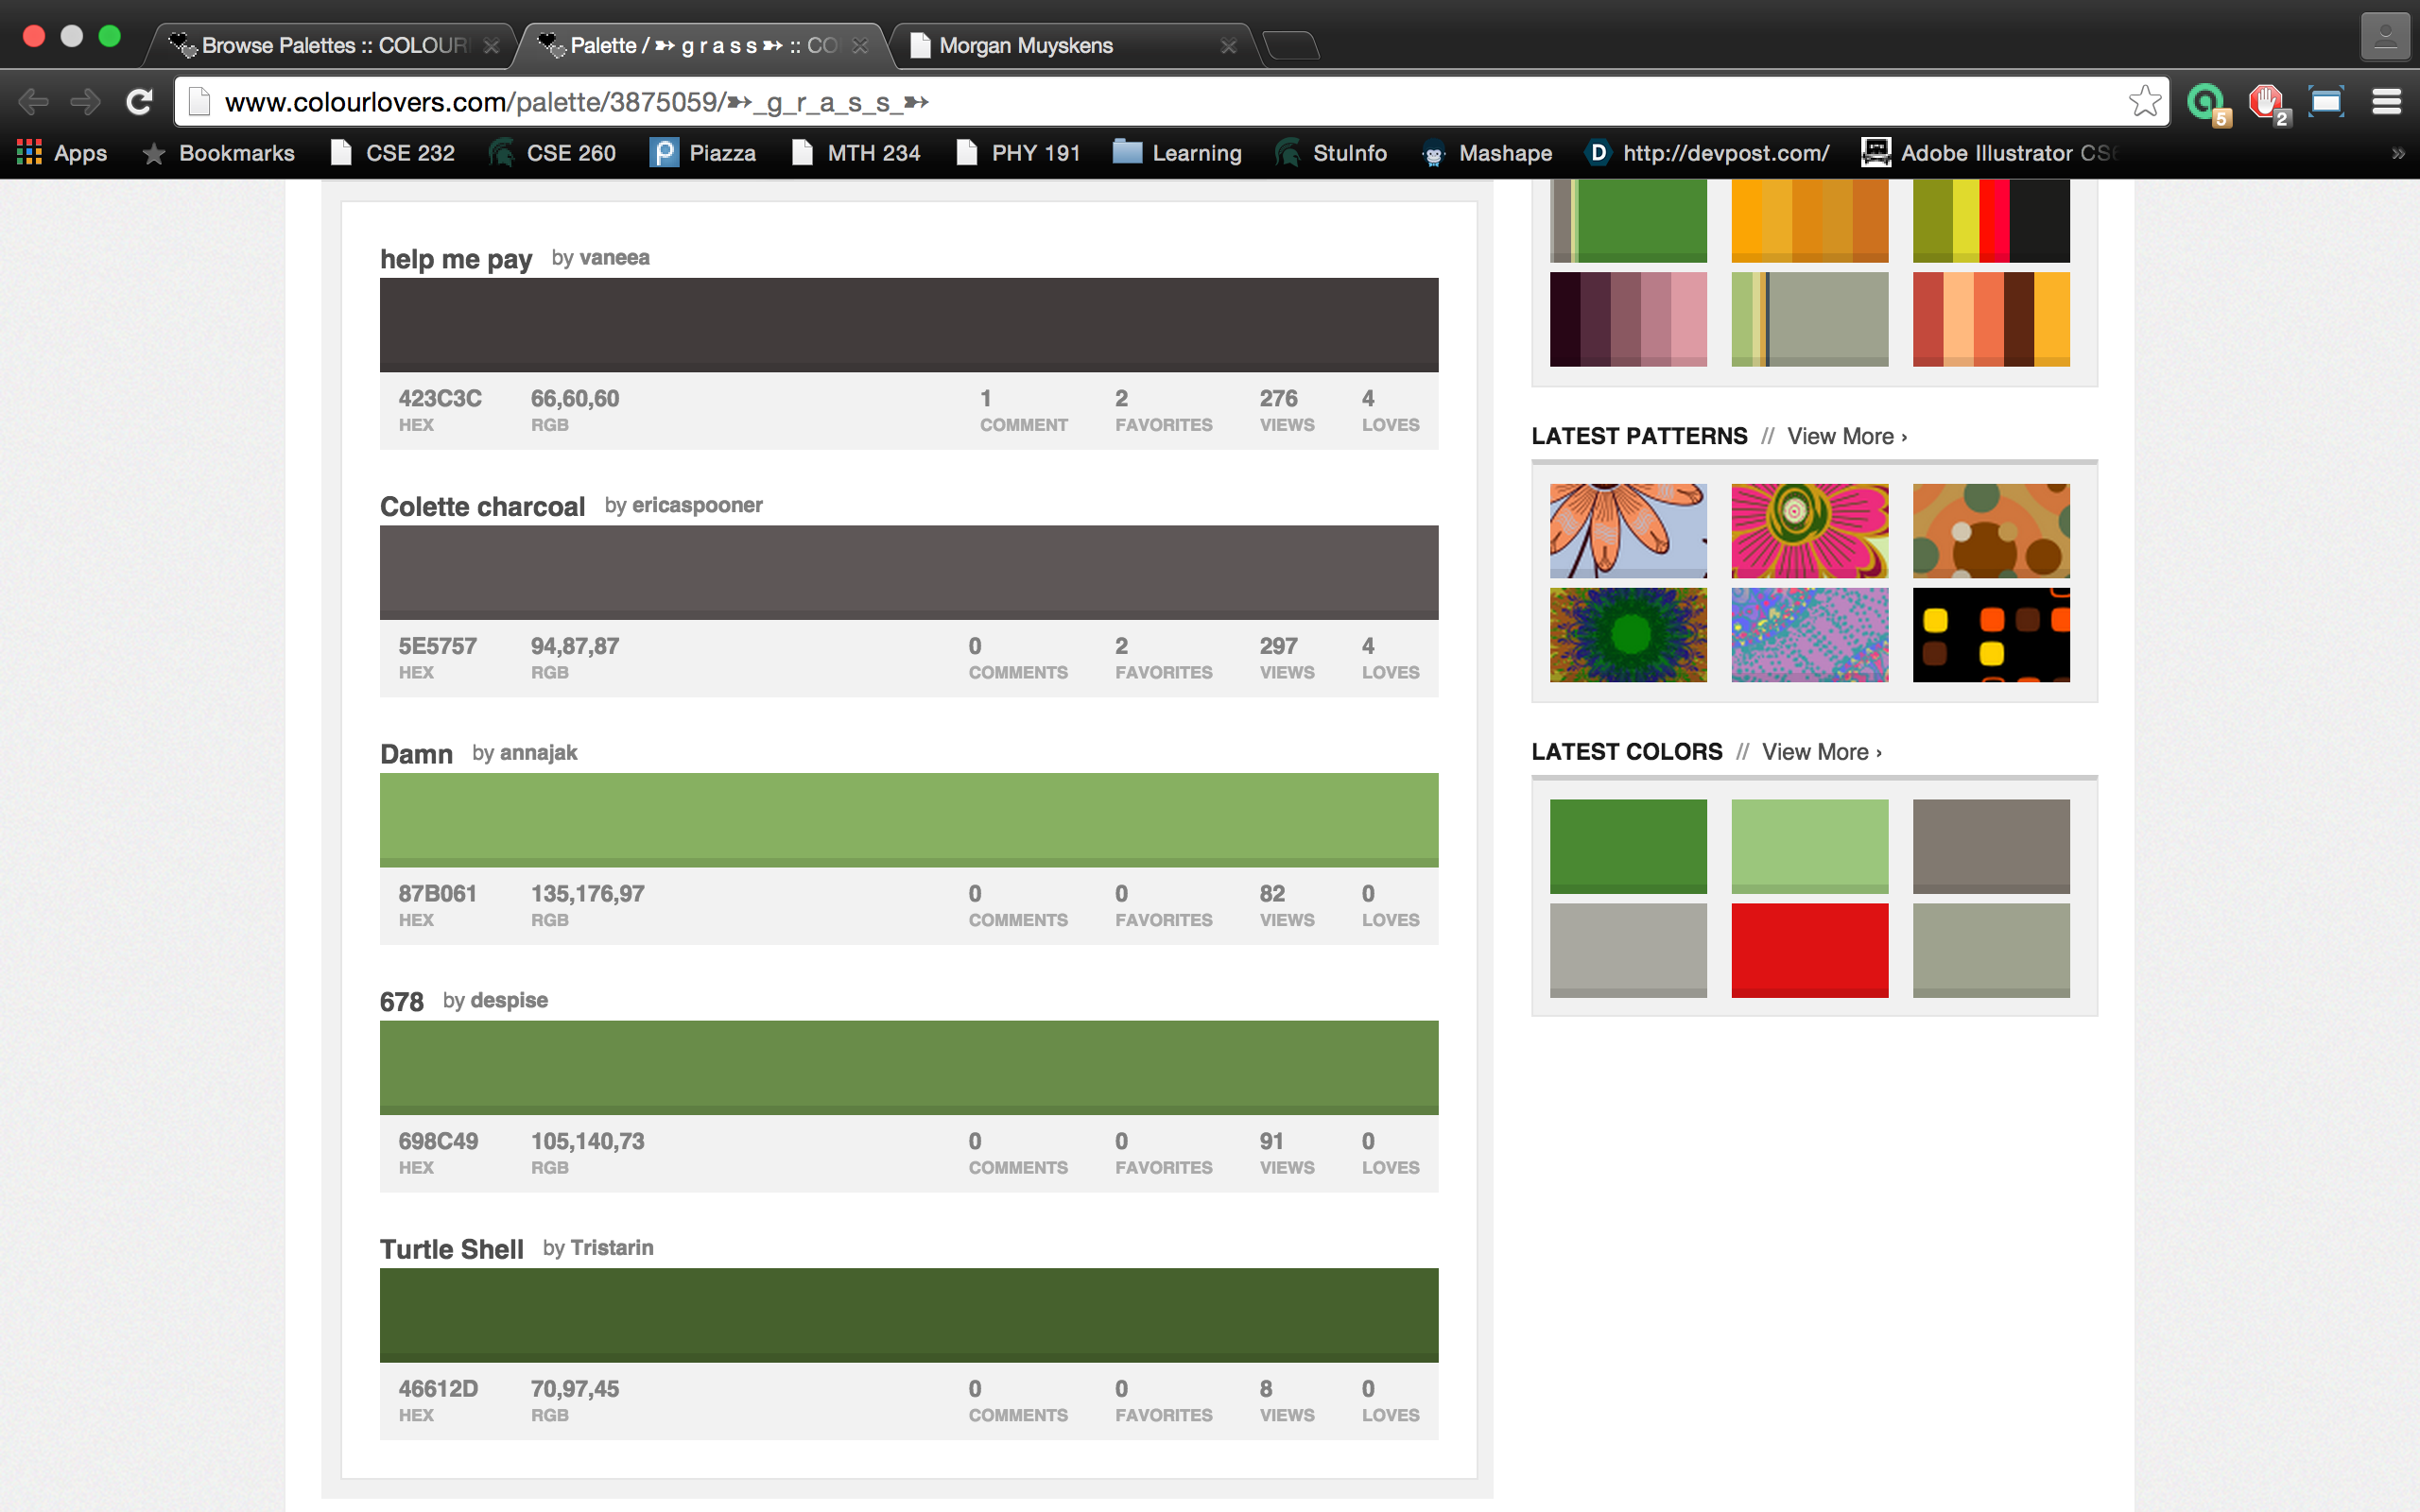 Browse Palettes :: COLOUR
Palette / ➳ g r a s s ➳ :: CO
Morgan Muyskens
www.colourlovers.com/palette/3875059/➳_g_r_a_s_s_➳
5
2
Apps
Bookmarks
CSE 232
CSE 260
Piazza
MTH 234
PHY 191
Learning
StuInfo
Mashape
http://devpost.com/
Adobe Illustrator CS6
»
help me pay by vaneea
423C3C 66,60,60 1 2 276 4
HEX RGB COMMENT FAVORITES VIEWS LOVES
Colette charcoal by ericaspooner
5E5757 94,87,87 0 2 297 4
HEX RGB COMMENTS FAVORITES VIEWS LOVES
Damn by annajak
87B061 135,176,97 0 0 82 0
HEX RGB COMMENTS FAVORITES VIEWS LOVES
678 by despise
698C49 105,140,73 0 0 91 0
HEX RGB COMMENTS FAVORITES VIEWS LOVES
Turtle Shell by Tristarin
46612D 70,97,45 0 0 8 0
HEX RGB COMMENTS FAVORITES VIEWS LOVES
LATEST PATTERNS // View More ›
LATEST COLORS // View More ›